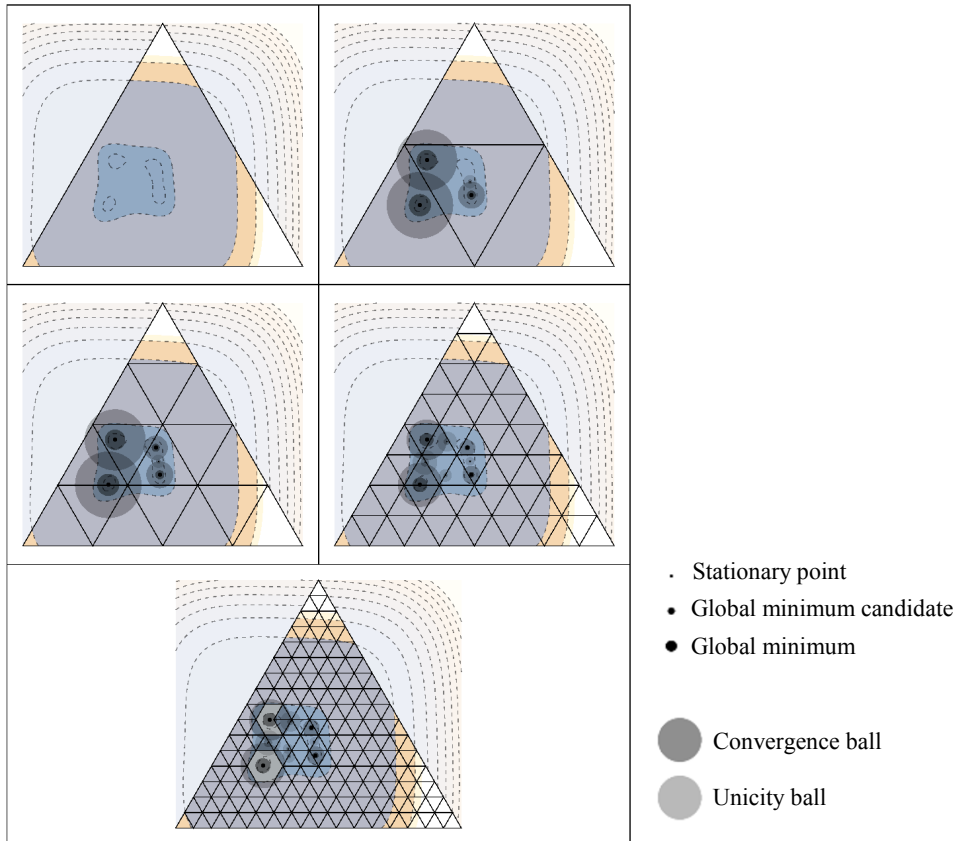 Stationary point
Global minimum candidate
Global minimum
Convergence ball
Unicity ball